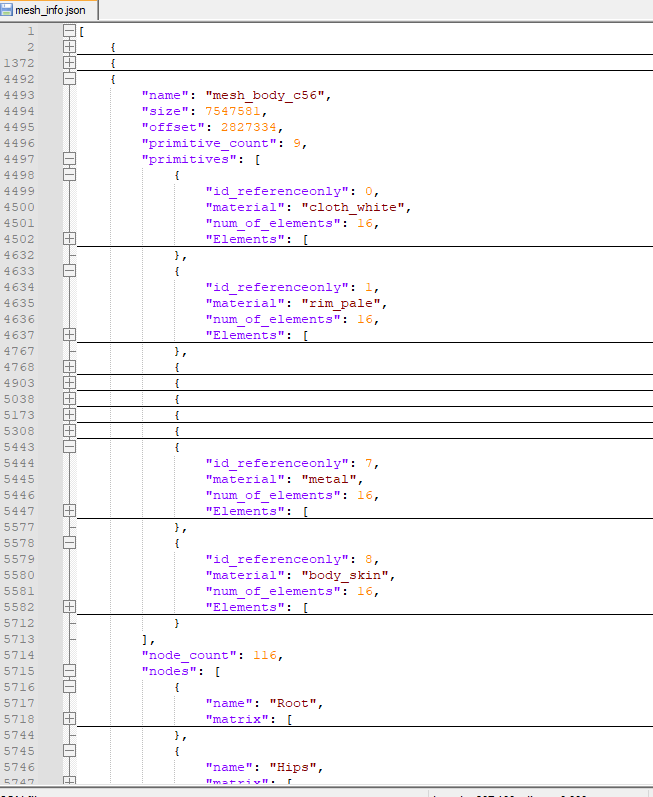 mesh_info.json
1 [
2 {
1372 {
4492 {
4493 "name": "mesh_body_c56",
4494 "size": 7547581,
4495 "offset": 2827334,
4496 "primitive_count": 9,
4497 "primitives": [
4498 {
4499 "id_referenceonly": 0,
4500 "material": "cloth_white",
4501 "num_of_elements": 16,
4502 "Elements": [
4632 },
4633 {
4634 "id_referenceonly": 1,
4635 "material": "rim_pale",
4636 "num_of_elements": 16,
4637 "Elements": [
4767 },
4768 {
4903 {
5038 {
5173 {
5308 {
5443 {
5444 "id_referenceonly": 7,
5445 "material": "metal",
5446 "num_of_elements": 16,
5447 "Elements": [
5577 },
5578 {
5579 "id_referenceonly": 8,
5580 "material": "body_skin",
5581 "num_of_elements": 16,
5582 "Elements": [
5712 }
5713 ],
5714 "node_count": 116,
5715 "nodes": [
5716 {
5717 "name": "Root",
5718 "matrix": [
5744 },
5745 {
5746 "name": "Hips",
5747 "matrix": [